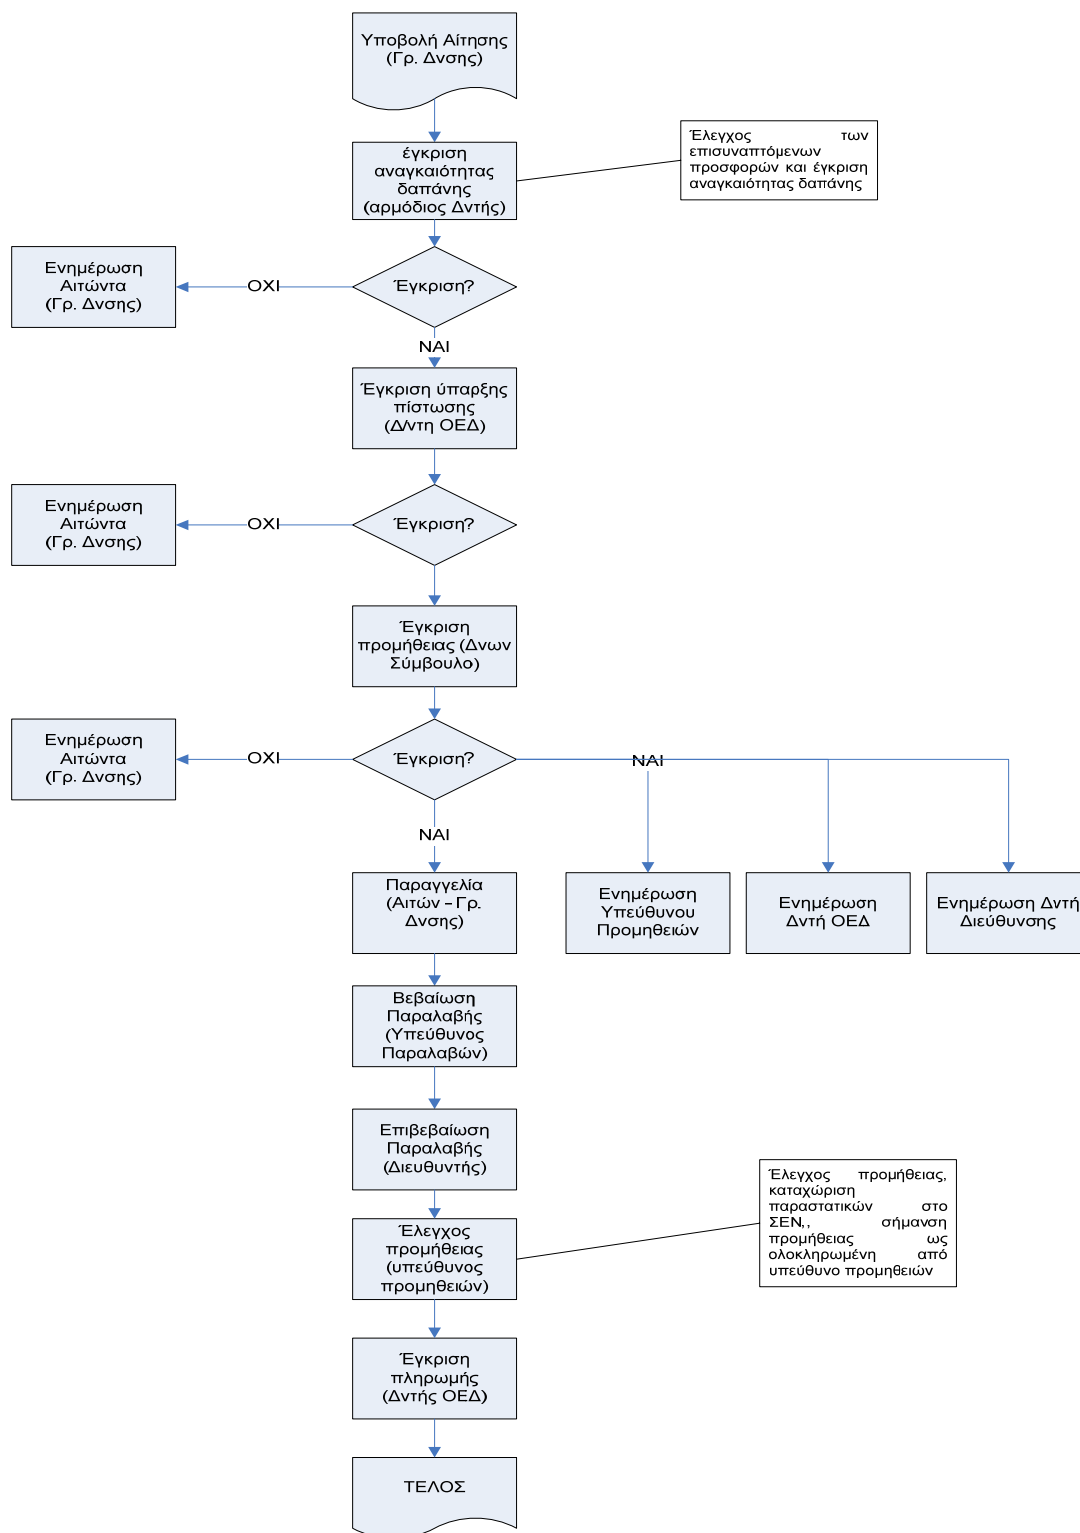 Υποβολή Αίτησης
(Γρ. Δνσης)
έγκριση
αναγκαιότητας
δαπάνης
(αρμόδιος Δντής)
Έλεγχος των
επισυναπτόμενων
προσφορών και έγκριση
αναγκαιότητας δαπάνης
Ενημέρωση
Αιτώντα
(Γρ. Δνσης)
ΟΧΙ
Έγκριση?
ΝΑΙ
Έγκριση ύπαρξης
πίστωσης
(Δ/ντη ΟΕΔ)
Ενημέρωση
Αιτώντα
(Γρ. Δνσης)
ΟΧΙ
Έγκριση?
Έγκριση
προμήθειας (Δνων
Σύμβουλο)
Ενημέρωση
Αιτώντα
(Γρ. Δνσης)
ΟΧΙ
Έγκριση?
ΝΑΙ
ΝΑΙ
Παραγγελία
(Αιτών – Γρ.
Δνσης)
Ενημέρωση
Υπεύθυνου
Προμηθειών
Ενημέρωση
Δντή ΟΕΔ
Ενημέρωση Δντή
Διεύθυνσης
Βεβαίωση
Παραλαβής
(Υπεύθυνος
Παραλαβών)
Επιβεβαίωση
Παραλαβής
(Διευθυντής)
Έλεγχος
προμήθειας
(υπεύθυνος
προμηθειών)
Έλεγχος προμήθειας,
καταχώριση
παραστατικών στο
ΣΕΝ,, σήμανση
προμήθειας ως
ολοκληρωμένη από
υπεύθυνο προμηθειών
Έγκριση
πληρωμής
(Δντής ΟΕΔ)
ΤΕΛΟΣ